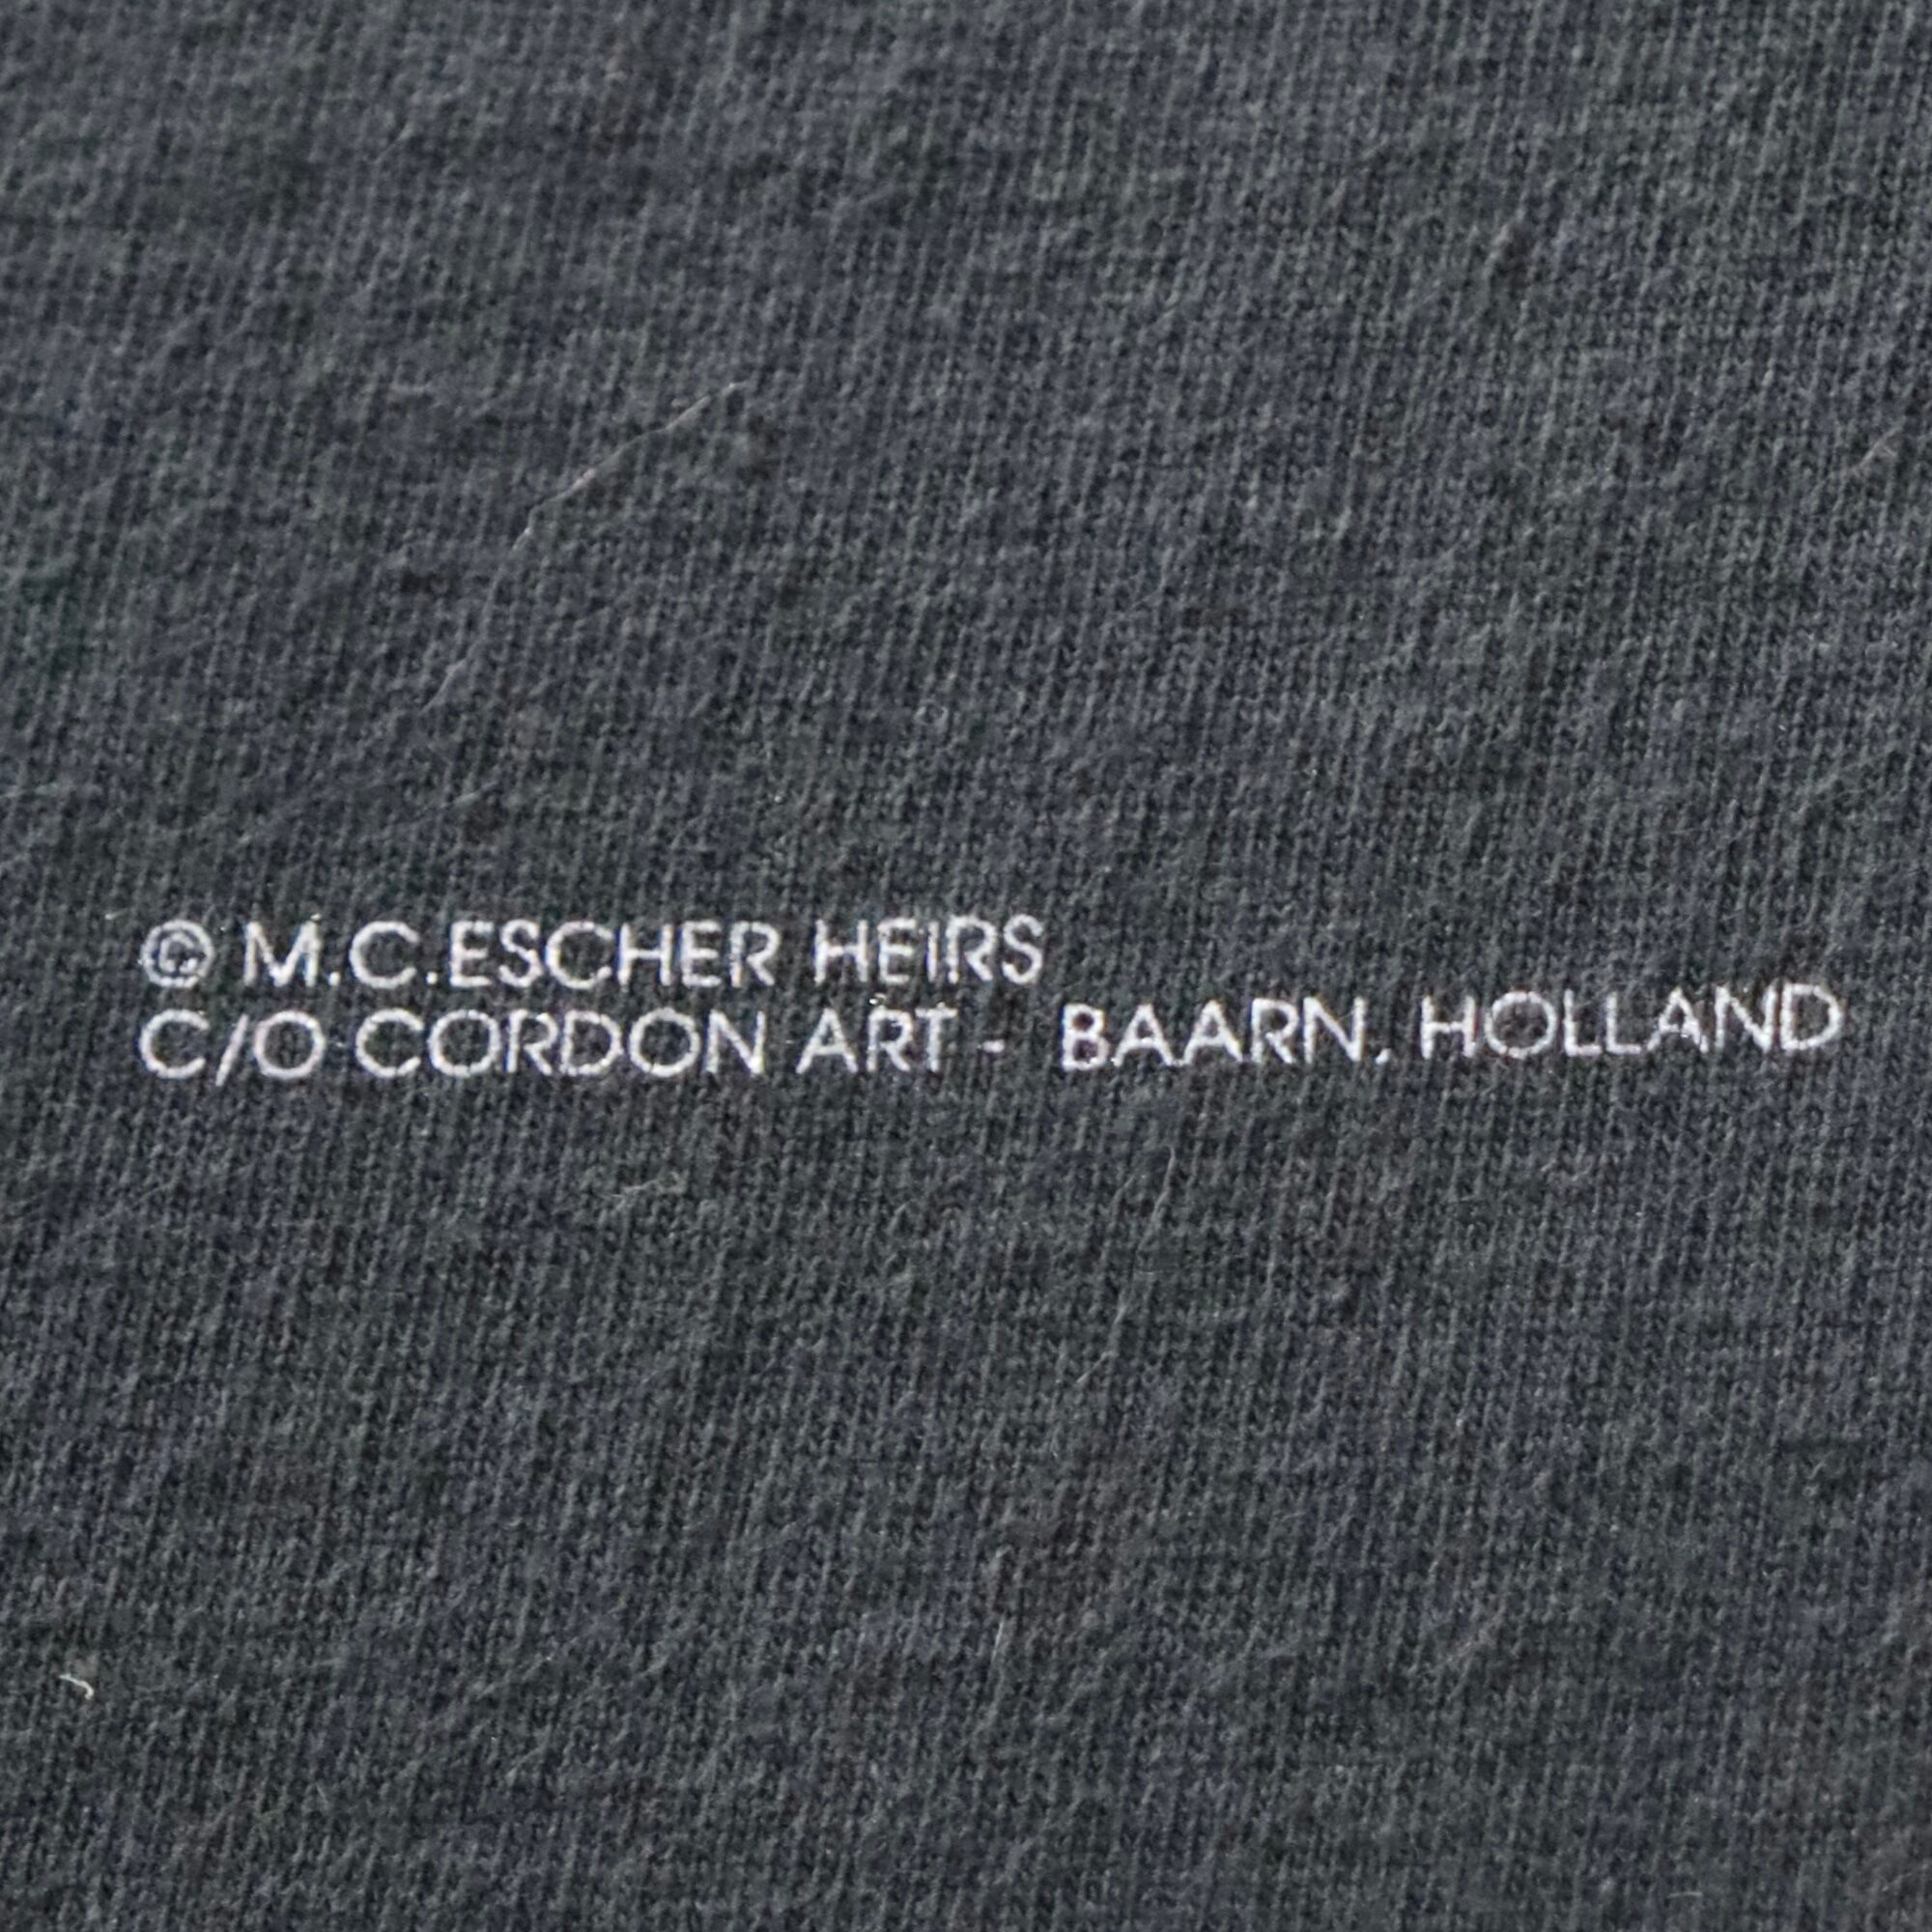 © M.C.ESCHER HEIRS
C/O CORDON ART - BAARN, HOLLAND